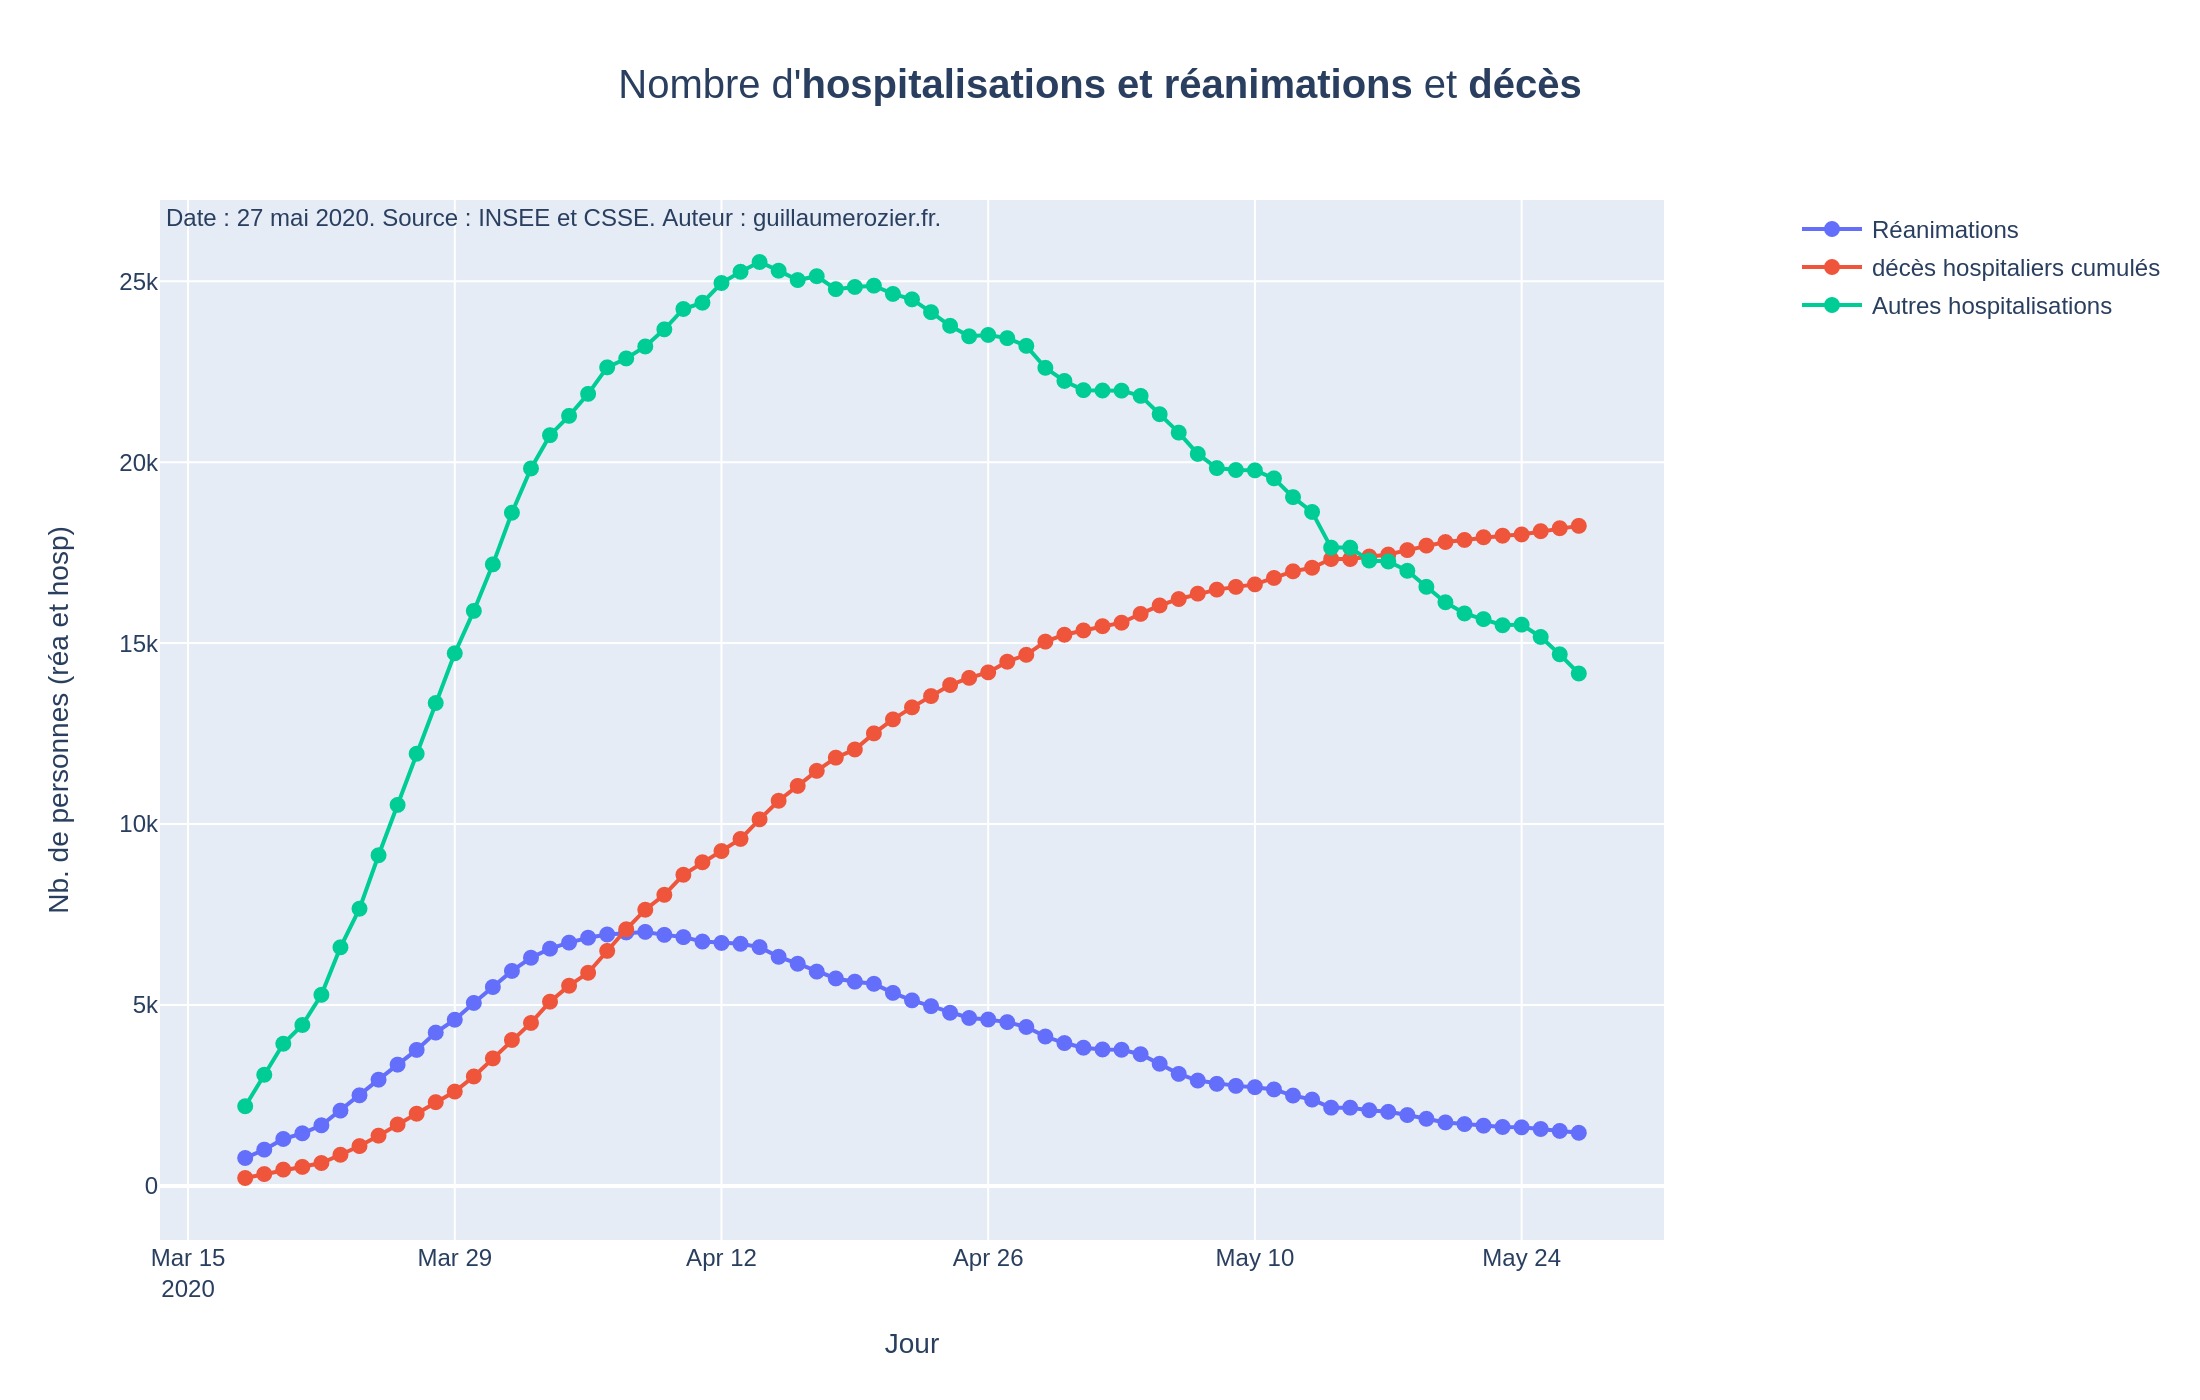 Nombre d'hospitalisations et réanimations et décès
Date : 27 mai 2020. Source : INSEE et CSSE. Auteur : guillaumerozier.fr.
Réanimations
décès hospitaliers cumulés
Autres hospitalisations
Nb. de personnes (réa et hosp)
25k
20k
15k
10k
5k
0
Mar 15 Mar 29 Apr 12 Apr 26 May 10 May 24
2020
Jour